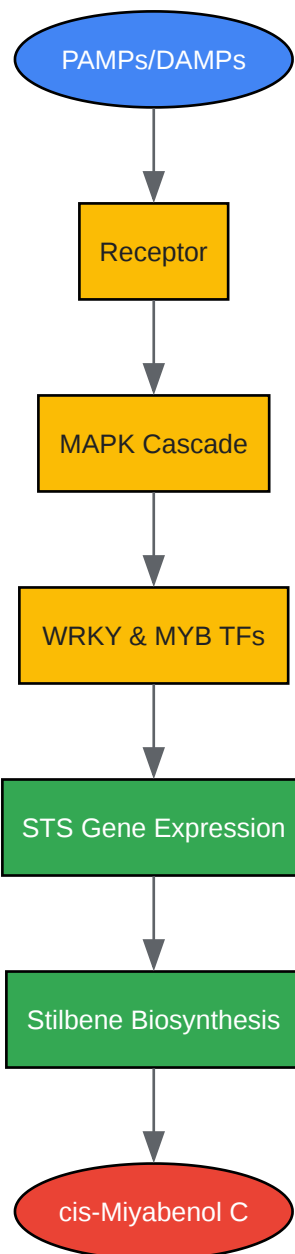 PAMPs/DAMPs
Receptor
MAPK Cascade
WRKY & MYB TFs
STS Gene Expression
Stilbene Biosynthesis
cis-Miyabenol C